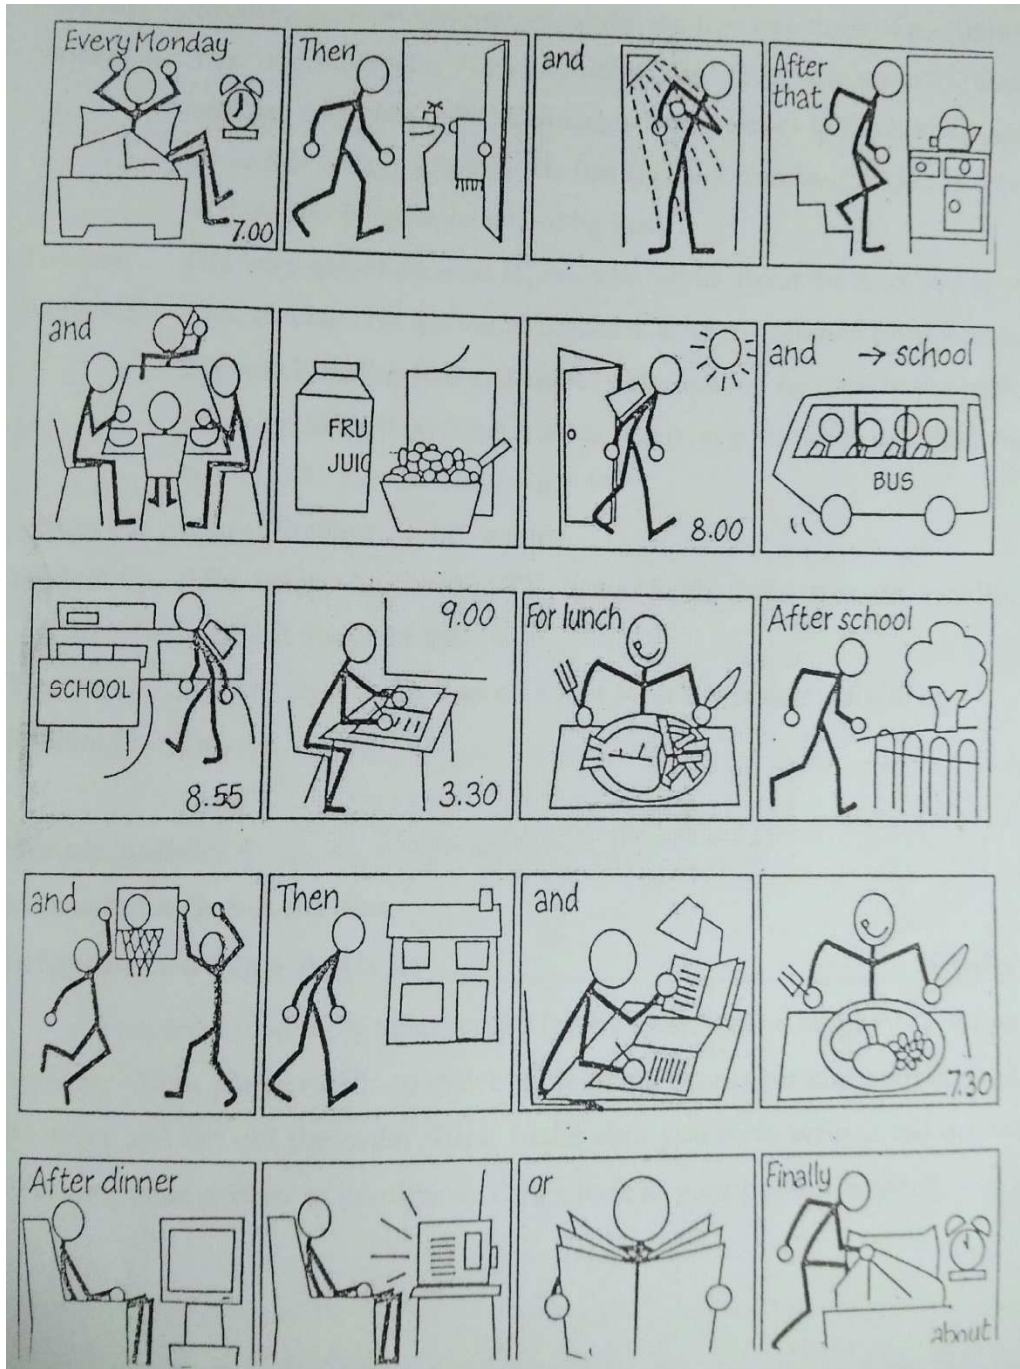 Every Monday
7.00
Then
and
After
that
and
FRU
JUIC
8.00
and → school
BUS
SCHOOL
8.55
9.00
3.30
For lunch
After school
and
Then
and
7.30
After dinner
or
Finally
about